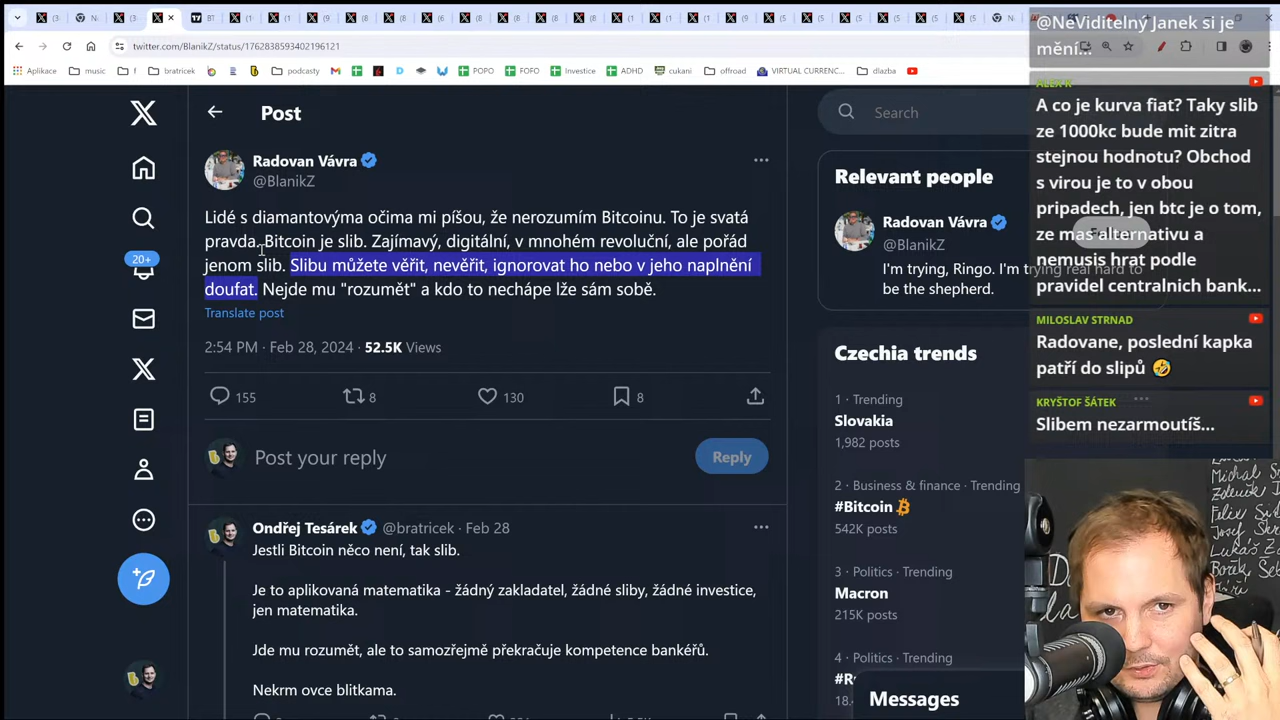 twitter.com/BlanikZ/status/1762838593402196121
Aplikace
music
f
bratricek
podcasty
POPO
FOFO
Investice
ADHD
cukani
offroad
VIRTUAL CURRENC...
dlazba
Post
Radovan Vávra
@BlanikZ
Lidé s diamantovýma očima mi píšou, že nerozumím Bitcoinu. To je svatá
pravda. Bitcoin je slib. Zajímavý, digitální, v mnohém revoluční, ale pořád
jenom slib. Slibu můžete věřit, nevěřit, ignorovat ho nebo v jeho naplnění
doufat. Nejde mu "rozumět" a kdo to nechápe lže sám sobě.
Translate post
2:54 PM · Feb 28, 2024 · 52.5K Views
155
8
130
8
20+
Post your reply
Reply
Ondřej Tesárek @bratricek · Feb 28
Jestli Bitcoin něco není, tak slib.
Je to aplikovaná matematika - žádný zakladatel, žádné sliby, žádné investice,
jen matematika.
Jde mu rozumět, ale to samozřejmě překračuje kompetence bankéřů.
Nekrm ovce blitkama.
Search
Relevant people
Radovan Vávra
@BlanikZ
I'm trying, Ringo. I'm trying real hard to
be the shepherd.
Czechia trends
1 · Trending
Slovakia
1,982 posts
2 · Business & finance · Trending
#Bitcoin
542K posts
3 · Politics · Trending
Macron
215K posts
4 · Politics · Trending
Messages
@NeViditelný Janek si je
mění...
ALEX K
A co je kurva fiat? Taky slib
ze 1000kc bude mit zitra
stejnou hodnotu? Obchod
s virou je to v obou
pripadech, jen btc je o tom,
ze mas alternativu a
nemusis hrat podle
pravidel centralnich bank...
MILOSLAV STRNAD
Radovane, poslední kapka
patří do slipů 🤣
KRYŠTOF ŠÁTEK
Slibem nezarmoutíš...
Michal
Zdeněk
Felix
Josef
Lukáš
Bořek